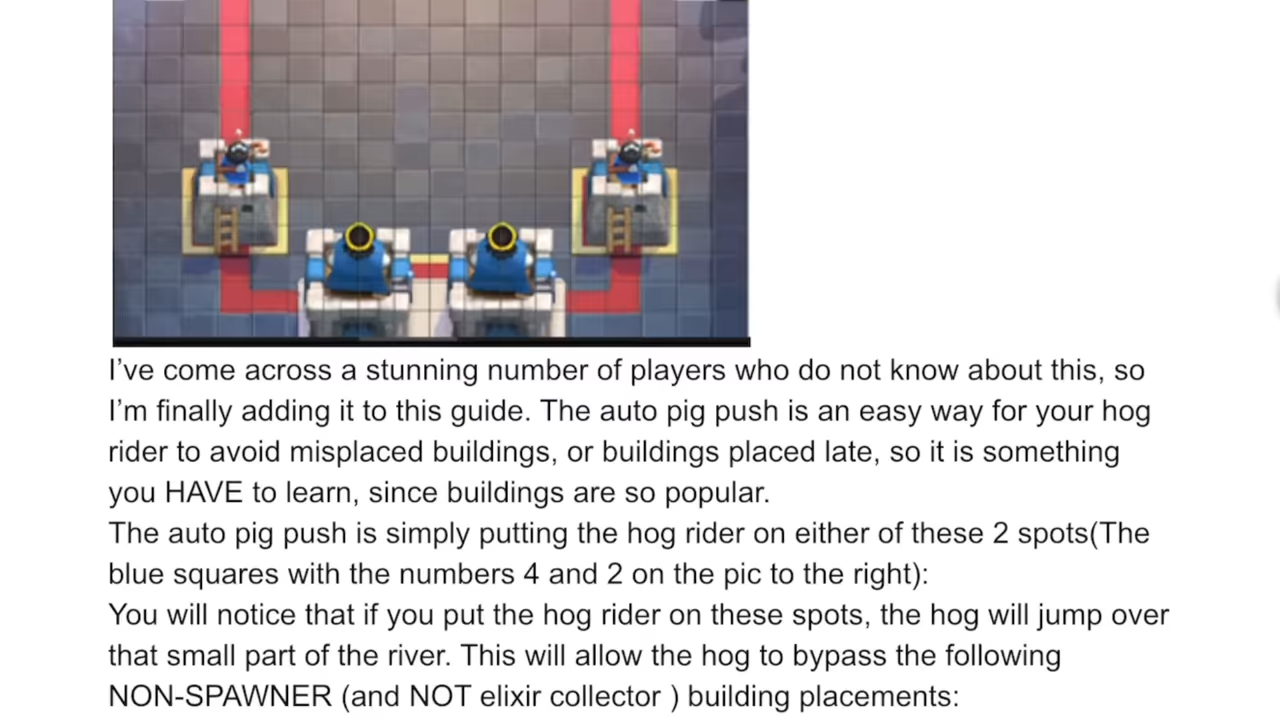 I’ve come across a stunning number of players who do not know about this, so
I’m finally adding it to this guide. The auto pig push is an easy way for your hog
rider to avoid misplaced buildings, or buildings placed late, so it is something
you HAVE to learn, since buildings are so popular.
The auto pig push is simply putting the hog rider on either of these 2 spots(The
blue squares with the numbers 4 and 2 on the pic to the right):
You will notice that if you put the hog rider on these spots, the hog will jump over
that small part of the river. This will allow the hog to bypass the following
NON-SPAWNER (and NOT elixir collector ) building placements: